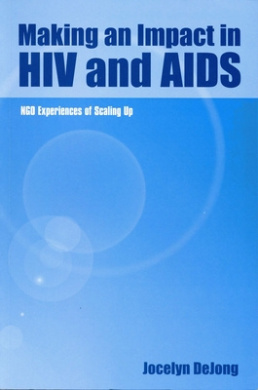 Making an Impact in
HIV and AIDS
NGO Experiences of Scaling Up
Jocelyn DeJong